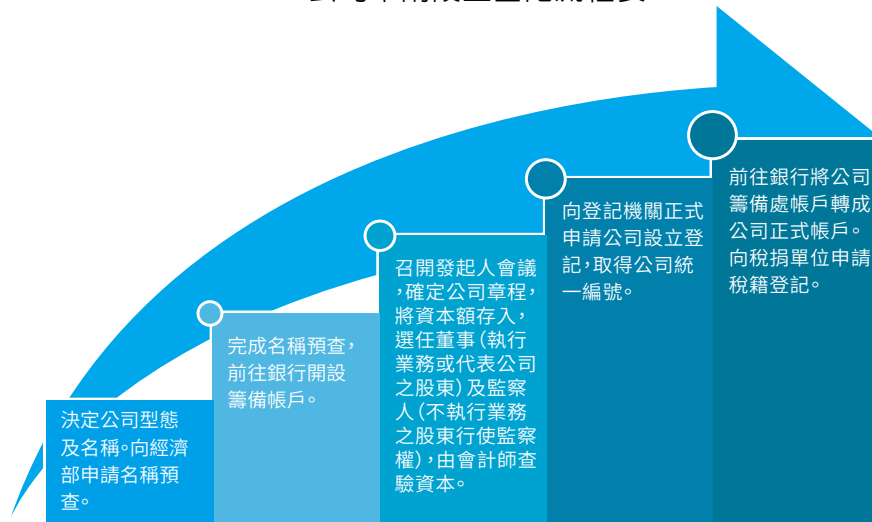 決定公司型態
及名稱。向經濟
部申請名稱預
查。
完成名稱預查，
前往銀行開設
籌備帳戶。
召開發起人會議
，確定公司章程，
將資本額存入，
選任董事（執行
業務或代表公司
之股東）及監察
人（不執行業務
之股東行使監察
權），由會計師查
驗資本。
向登記機關正式
申請公司設立登
記，取得公司統
一編號。
前往銀行將公司
籌備處帳戶轉成
公司正式帳戶。
向稅捐單位申請
稅籍登記。